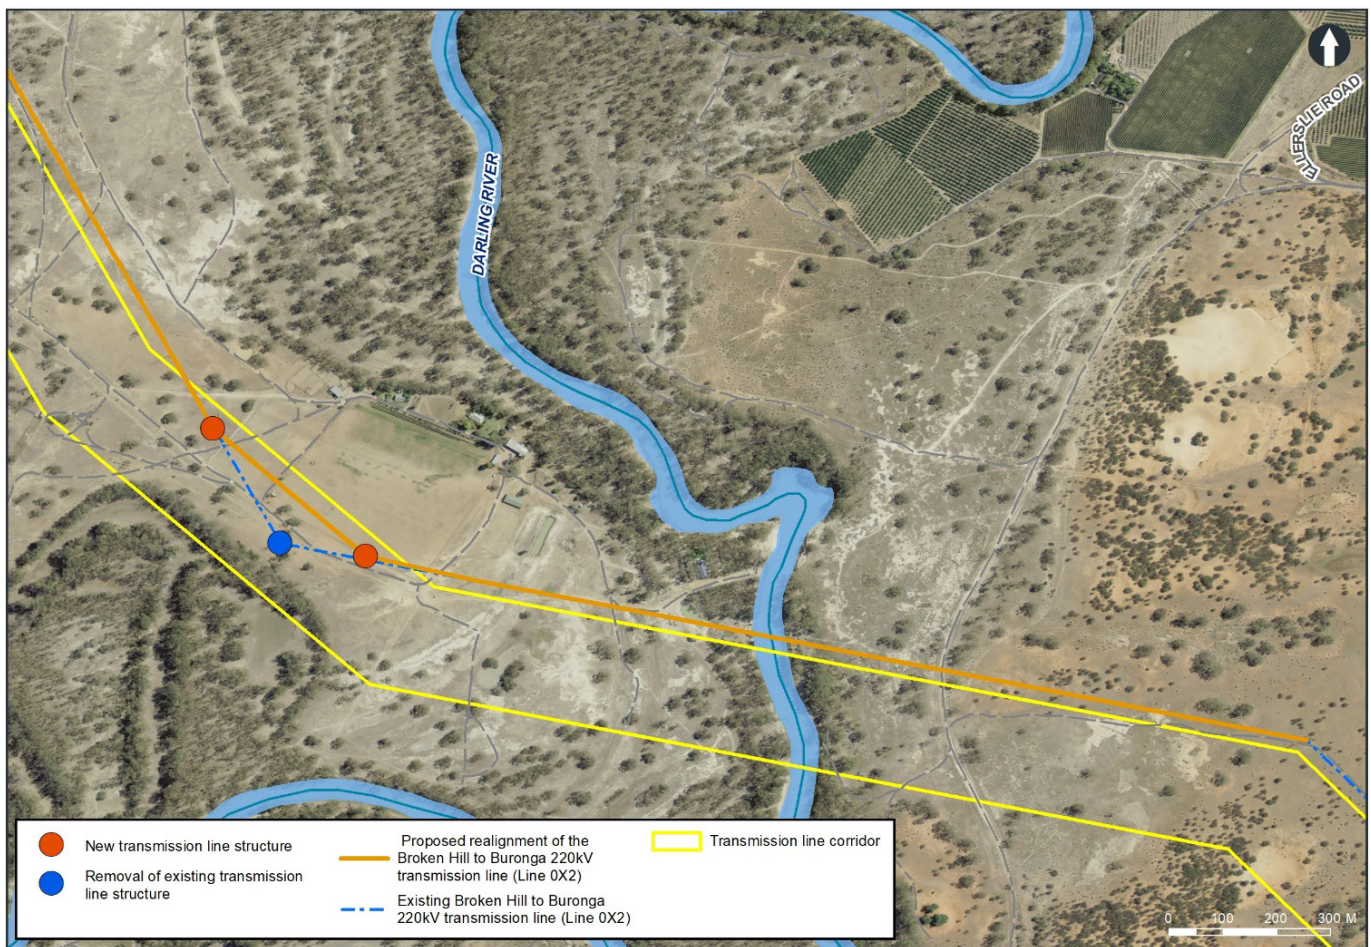 ELLERSLIE ROAD
DARLING RIVER
New transmission line structure
Removal of existing transmission
line structure
Proposed realignment of the
Broken Hill to Buronga 220kV
transmission line (Line 0X2)
Existing Broken Hill to Buronga
220kV transmission line (Line 0X2)
Transmission line corridor
0 100 200 300 M